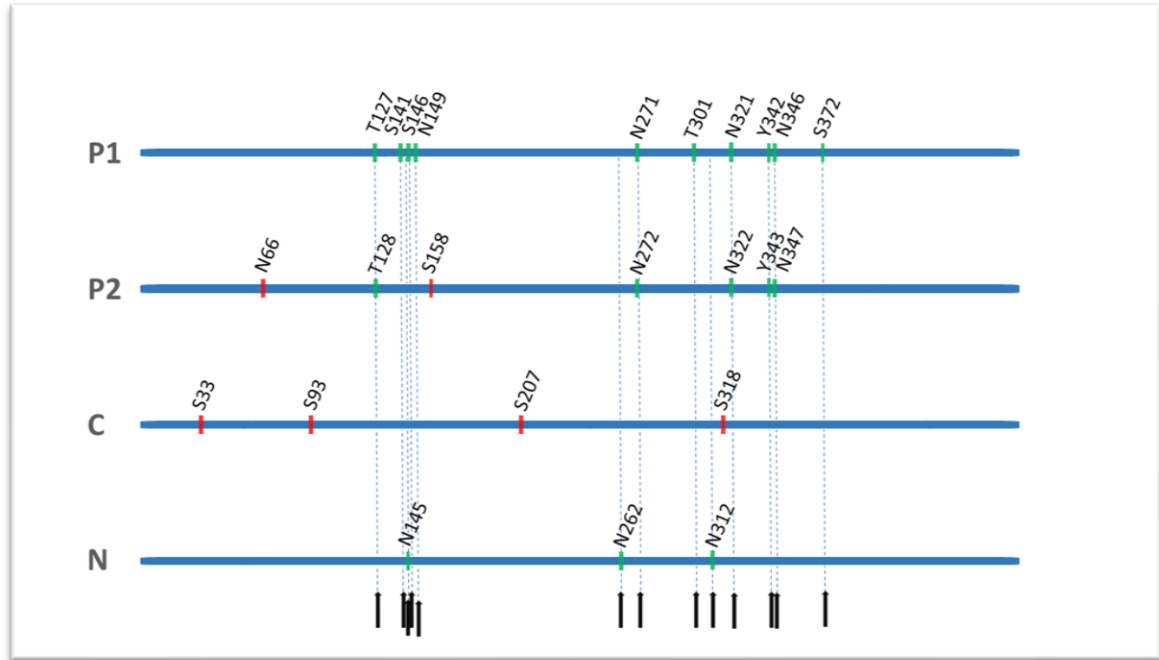 T127 S141 S146 N149 N271 T301 N321 Y342 N346 S372
P1
N66 T128 S158 N272 N322 Y343 N347
P2
S33 S93 S207 S318
C
N145 N262 N312
N